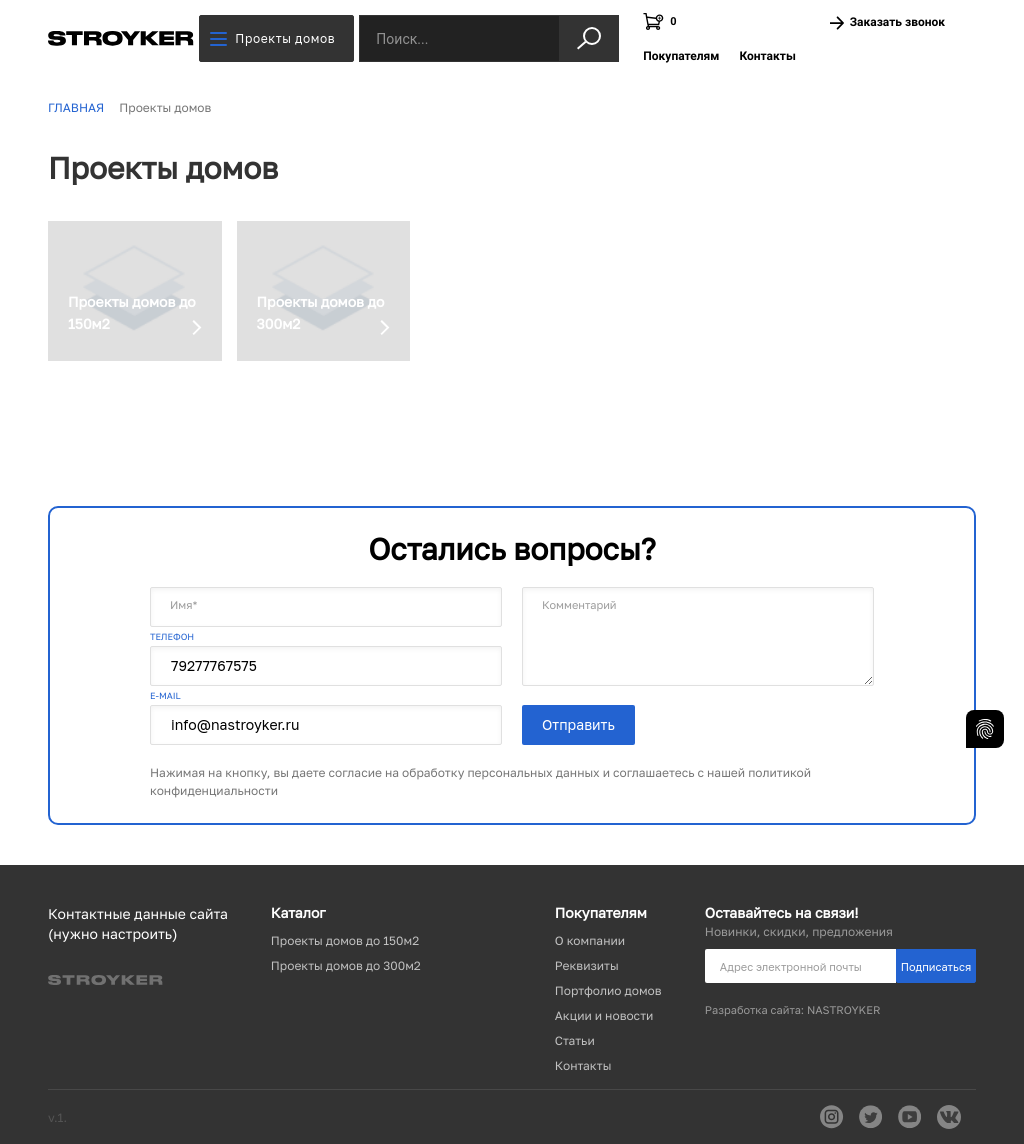 STROYKER
Проекты домов
Поиск...
0
Заказать звонок
Покупателям
Контакты
ГЛАВНАЯ
Проекты домов
Проекты домов
Проекты домов до
150м2
Проекты домов до
300м2
Остались вопросы?
Имя*
ТЕЛЕФОН
79277767575
E-MAIL
info@nastroyker.ru
Комментарий
Отправить
Нажимая на кнопку, вы даете согласие на обработку персональных данных и соглашаетесь с нашей политикой
конфиденциальности
Контактные данные сайта
(нужно настроить)
STROYKER
Каталог
Проекты домов до 150м2
Проекты домов до 300м2
Покупателям
О компании
Реквизиты
Портфолио домов
Акции и новости
Статьи
Контакты
Оставайтесь на связи!
Новинки, скидки, предложения
Адрес электронной почты
Подписаться
Разработка сайта: NASTROYKER
v.1.